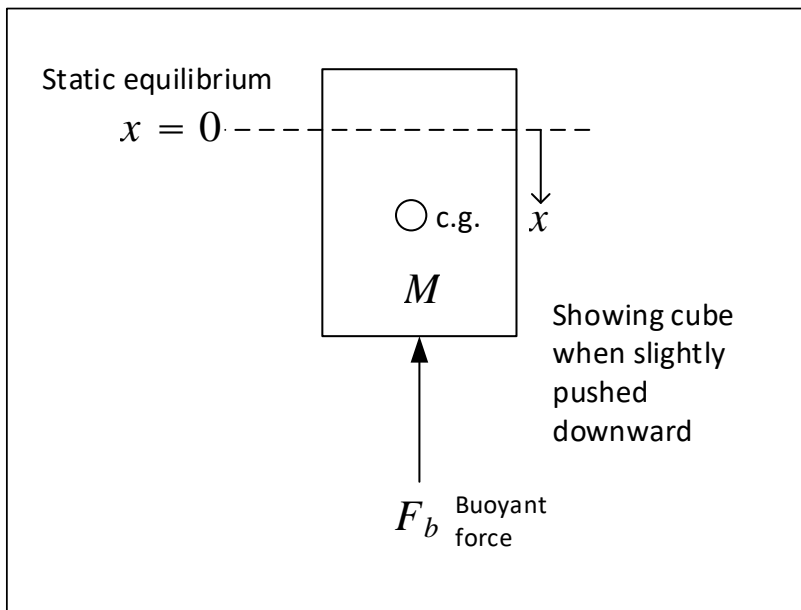 Static equilibrium
x = 0
c.g.
x
M
Showing cube
when slightly
pushed
downward
F_b Buoyant
force